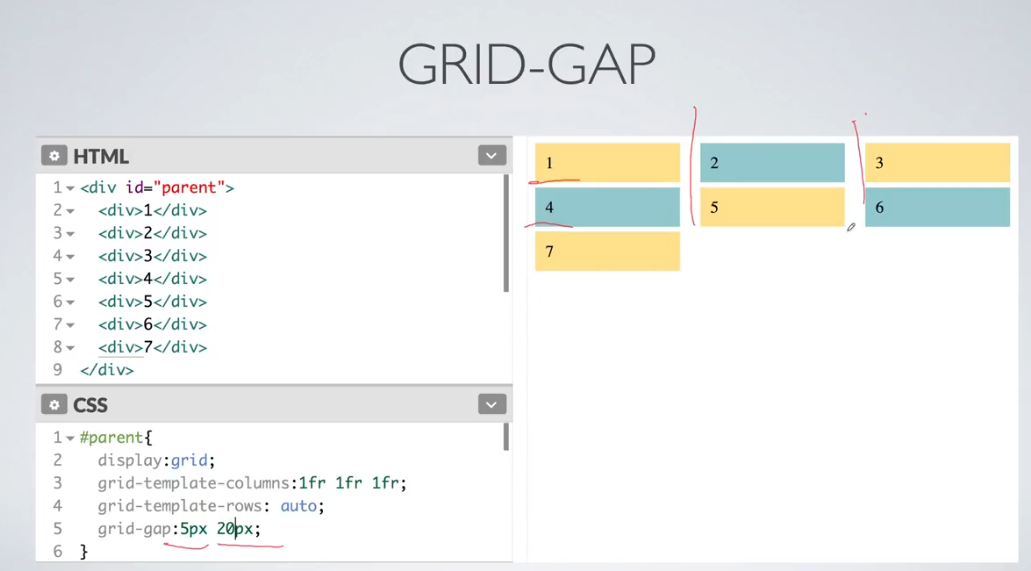 GRID-GAP
HTML
1 <div id="parent">
2 <div>1</div>
3 <div>2</div>
4 <div>3</div>
5 <div>4</div>
6 <div>5</div>
7 <div>6</div>
8 <div>7</div>
9 </div>
CSS
1 #parent{
2 display:grid;
3 grid-template-columns:1fr 1fr 1fr;
4 grid-template-rows: auto;
5 grid-gap:5px 20px;
6 }
1 2 3
4 5 6
7